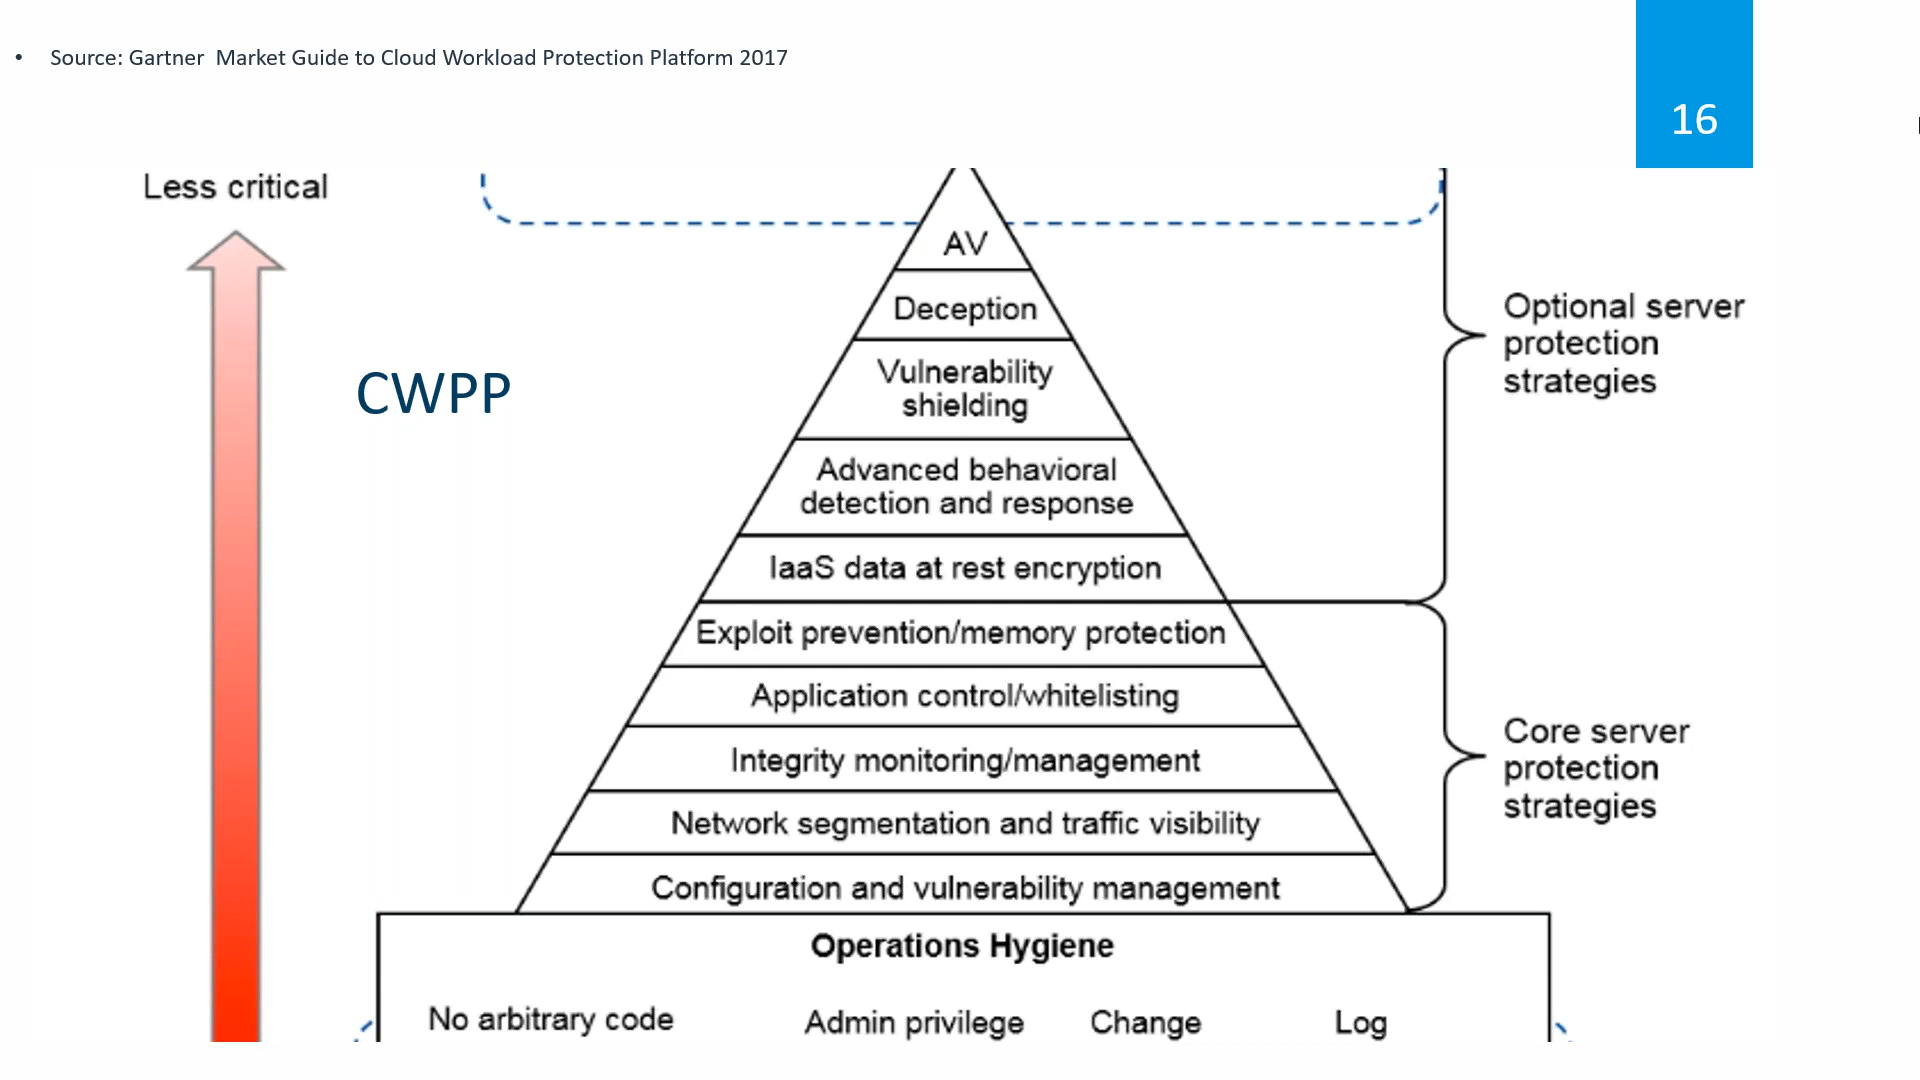 • Source: Gartner  Market Guide to Cloud Workload Protection Platform 2017
16
Less critical
CWPP
AV
Deception
Vulnerability
shielding
Advanced behavioral
detection and response
IaaS data at rest encryption
Exploit prevention/memory protection
Application control/whitelisting
Integrity monitoring/management
Network segmentation and traffic visibility
Configuration and vulnerability management
Optional server
protection
strategies
Core server
protection
strategies
Operations Hygiene
No arbitrary code
Admin privilege
Change
Log